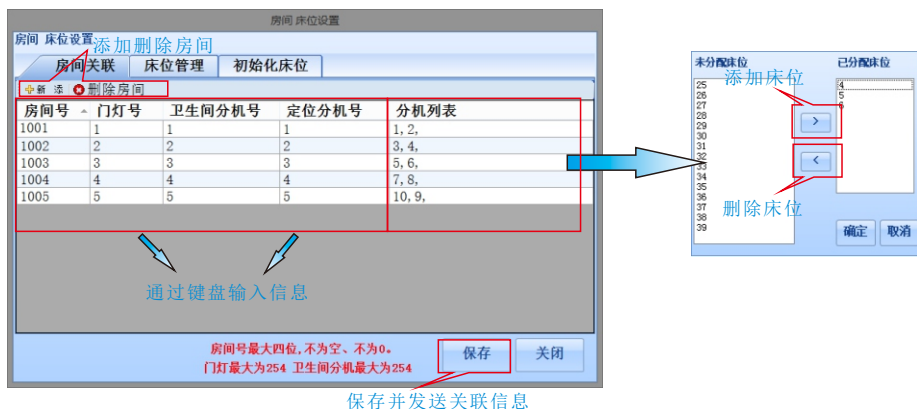 房间 床位设置
房间 床位设置
添加删除房间
房间关联 床位管理 初始化床位
新 添 删除房间
房间号 门灯号 卫生间分机号 定位分机号 分机列表
1001 1 1 1 1, 2,
1002 2 2 2 3, 4,
1003 3 3 3 5, 6,
1004 4 4 4 7, 8,
1005 5 5 5 10, 9,
通过键盘输入信息
房间号最大四位, 不为空、不为0。
门灯最大为254 卫生间分机最大为254
保存 关闭
保存并发送关联信息
未分配床位 已分配床位
添加床位
25
26
27
28
29
30
31
32
33
34
35
36
37
38
39
>
<
4
5
6
删除床位
确定 取消